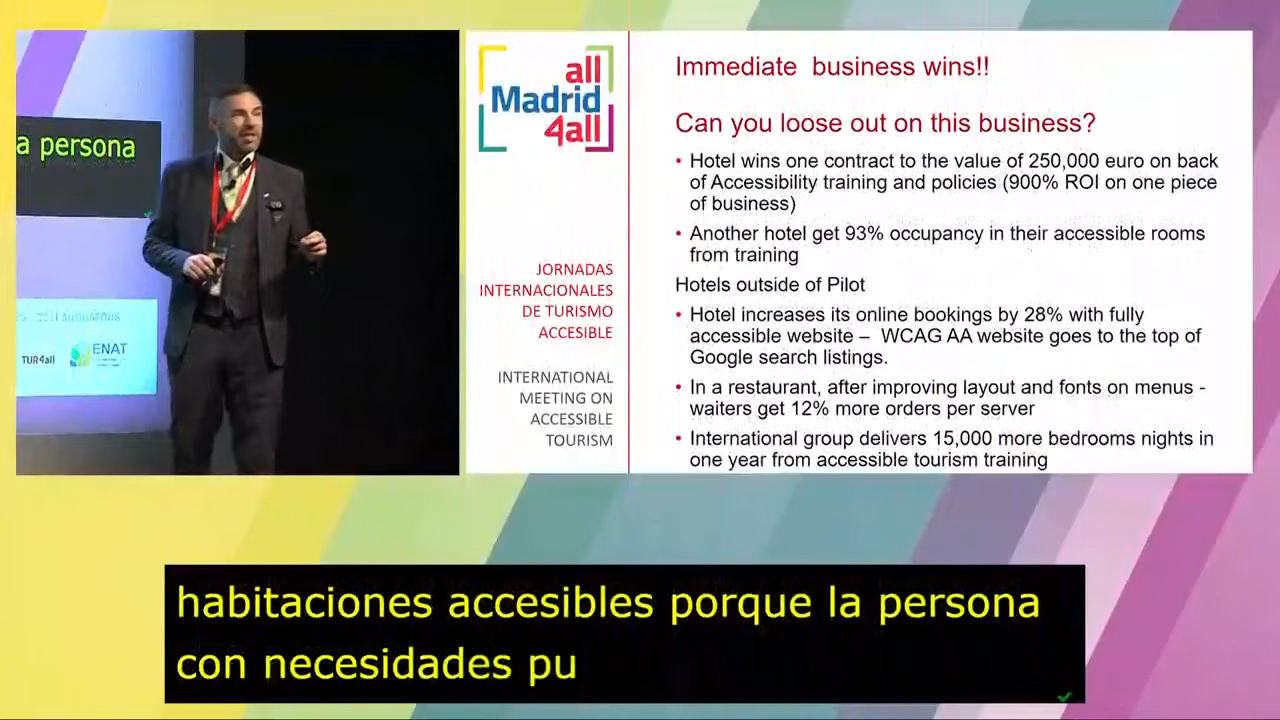 a persona
TUR4all
ENAT
all
Madrid
4all
JORNADAS
INTERNACIONALES
DE TURISMO
ACCESIBLE
INTERNATIONAL
MEETING ON
ACCESSIBLE
TOURISM
Immediate business wins!!
Can you loose out on this business?
• Hotel wins one contract to the value of 250,000 euro on back
of Accessibility training and policies (900% ROI on one piece
of business)
• Another hotel get 93% occupancy in their accessible rooms
from training
Hotels outside of Pilot
• Hotel increases its online bookings by 28% with fully
accessible website – WCAG AA website goes to the top of
Google search listings.
• In a restaurant, after improving layout and fonts on menus -
waiters get 12% more orders per server
• International group delivers 15,000 more bedrooms nights in
one year from accessible tourism training
habitaciones accesibles porque la persona
con necesidades pu